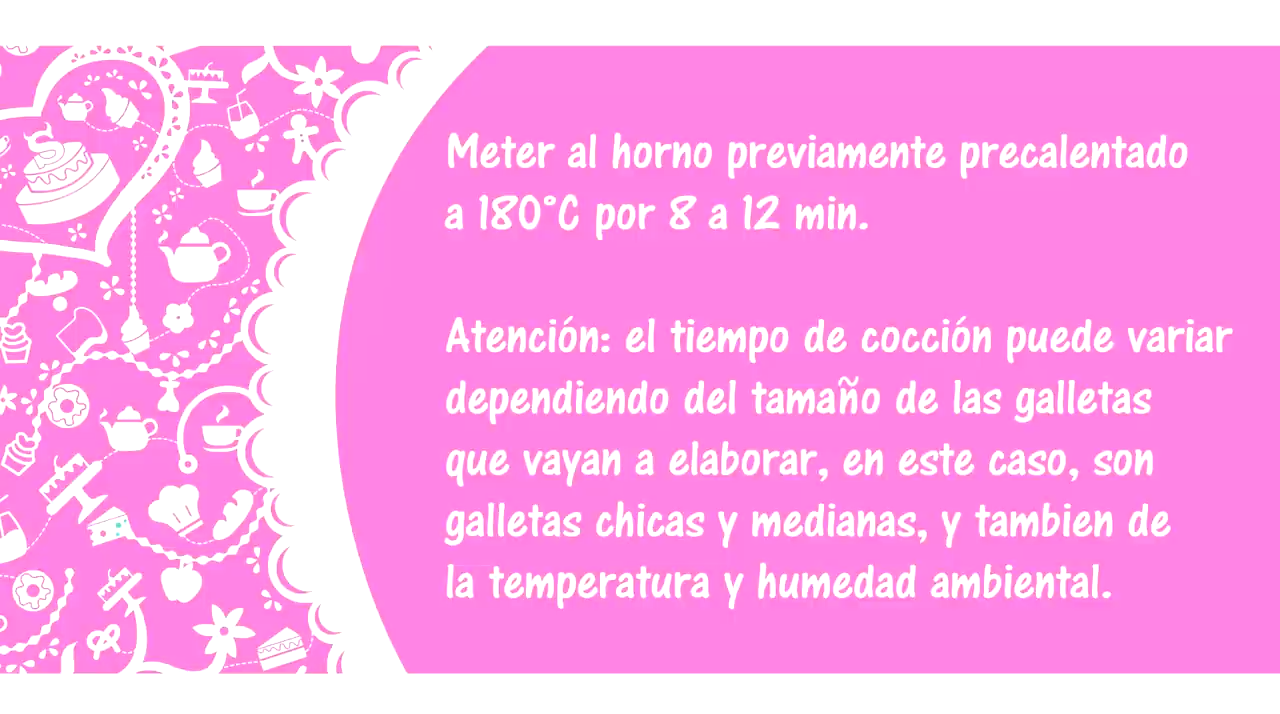 Meter al horno previamente precalentado
a 180°C por 8 a 12 min.
Atención: el tiempo de cocción puede variar
dependiendo del tamaño de las galletas
que vayan a elaborar, en este caso, son
galletas chicas y medianas, y tambien de
la temperatura y humedad ambiental.